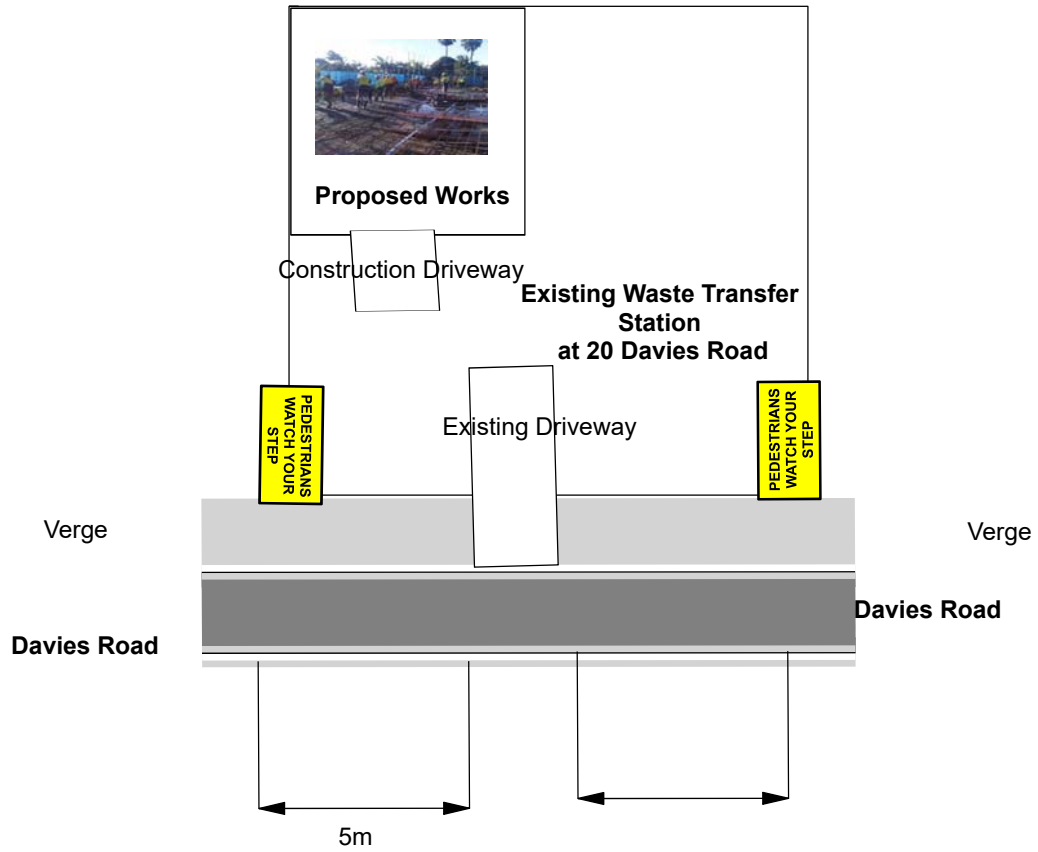 Proposed Works
Construction Driveway
Existing Waste Transfer
Station
at 20 Davies Road
PEDESTRIANS
WATCH YOUR
STEP
Existing Driveway
PEDESTRIANS
WATCH YOUR
STEP
Verge
Verge
Davies Road
Davies Road
5m